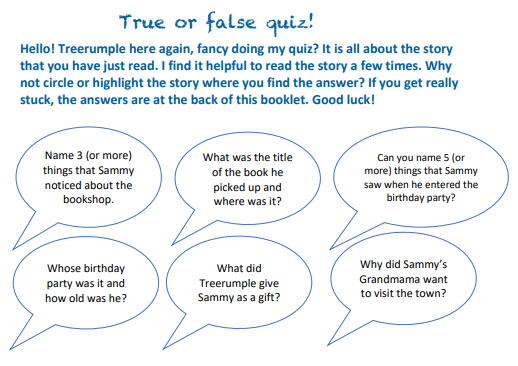 True or false quiz!
Hello! Treerumple here again, fancy doing my quiz? It is all about the story
that you have just read. I find it helpful to read the story a few times. Why
not circle or highlight the story where you find the answer? If you get really
stuck, the answers are at the back of this booklet. Good luck!
Name 3 (or more)
things that Sammy
noticed about the
bookshop.
What was the title
of the book he
picked up and
where was it?
Can you name 5 (or
more) things that Sammy
saw when he entered the
birthday party?
Whose birthday
party was it and
how old was he?
What did
Treerumple give
Sammy as a gift?
Why did Sammy's
Grandmama want
to visit the town?